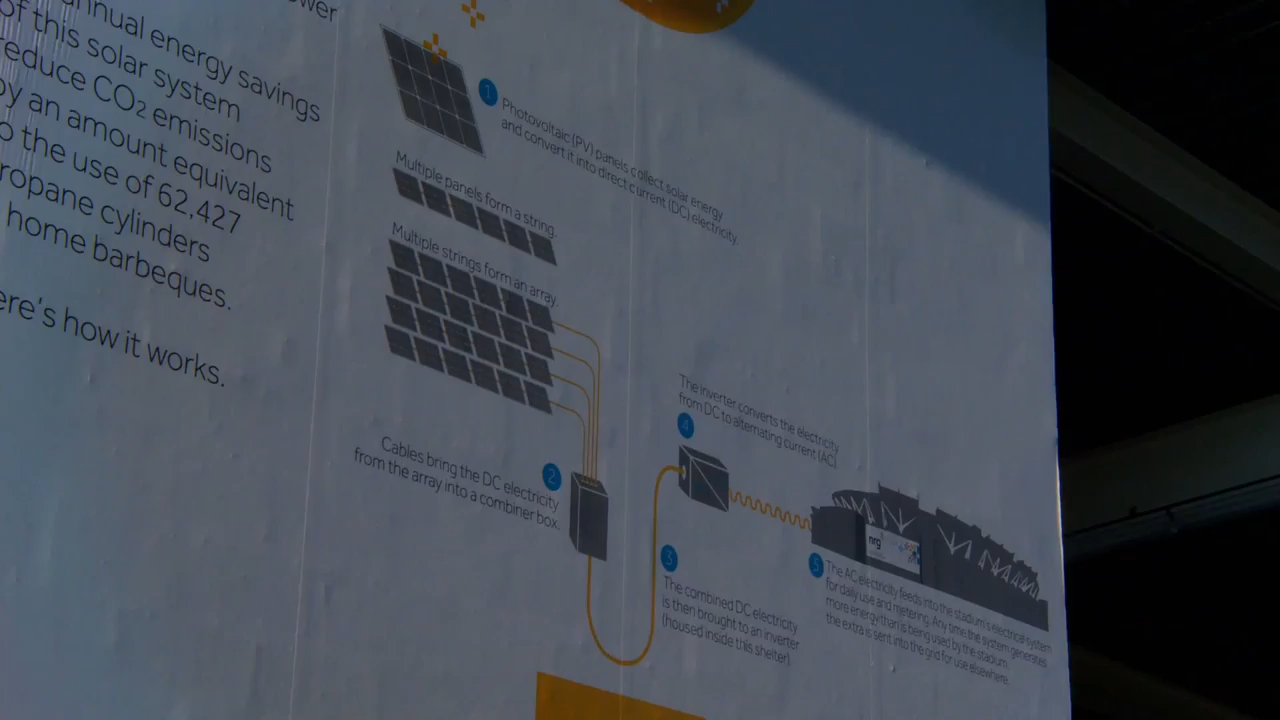 ower
annual energy savings
of this solar system
reduce CO2 emissions
by an amount equivalent
o the use of 62,427
ropane cylinders
home barbeques.
ere's how it works.
1
Photovoltaic (PV) panels collect solar energy
and convert it into direct current (DC) electricity.
Multiple panels form a string.
Multiple strings form an array.
2
Cables bring the DC electricity
from the array into a combiner box.
3
The combined DC electricity
is then brought to an inverter
(housed inside this shelter)
The inverter converts the electricity
from DC to alternating current (AC).
4
nrg
5
The AC electricity feeds into the stadium's electrical system
for daily use and metering. Any time the system generates
more energy than is being used by the stadium,
the extra is sent into the grid for use elsewhere.